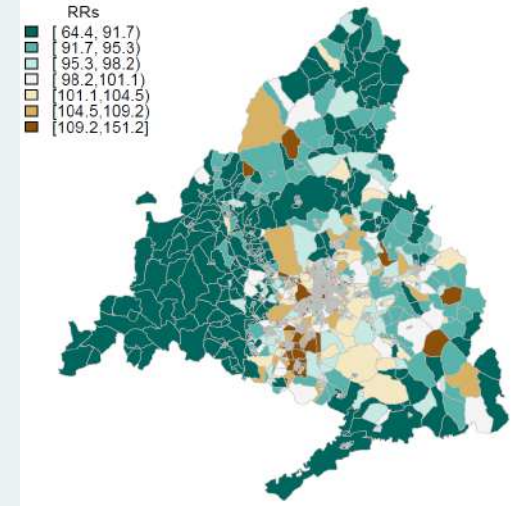 RRs
[ 64.4, 91.7)
[ 91.7, 95.3)
[ 95.3, 98.2)
[ 98.2,101.1)
[101.1,104.5)
[104.5,109.2)
[109.2,151.2]